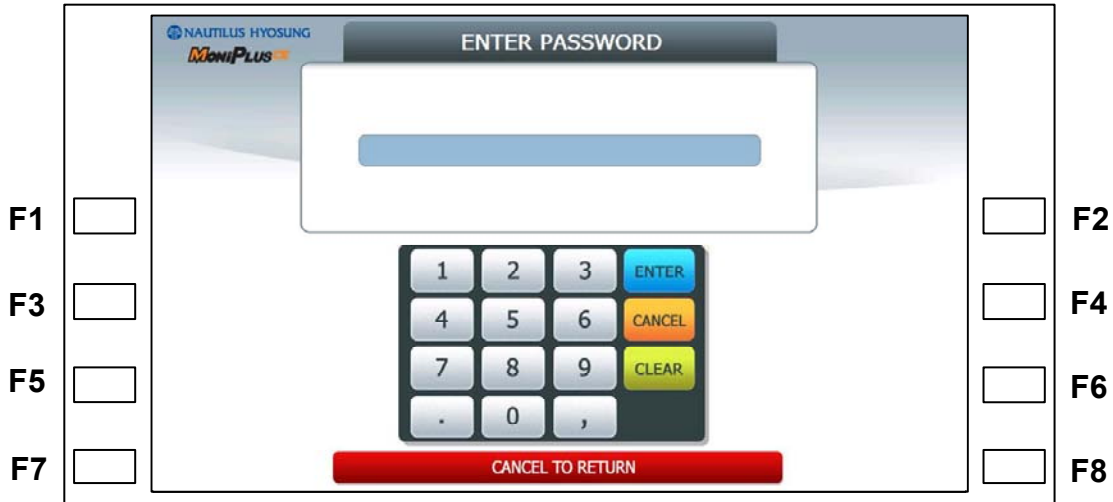 NAUTILUS HYOSUNG
MoniPlus CE
ENTER PASSWORD
F1
F2
1 2 3 ENTER
F3
F4
4 5 6 CANCEL
7 8 9 CLEAR
F5
F6
. 0 ,
F7
CANCEL TO RETURN
F8